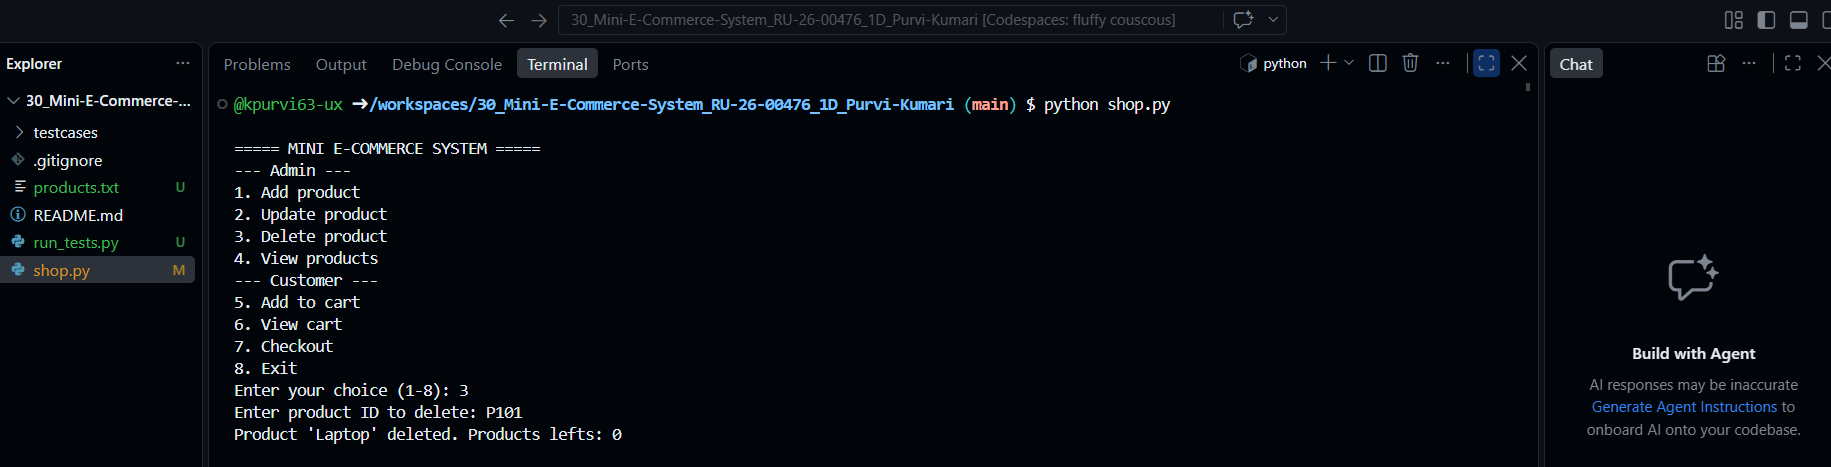 30_Mini-E-Commerce-System_RU-26-00476_1D_Purvi-Kumari [Codespaces: fluffy couscous]
Explorer
30_Mini-E-Commerce-...
testcases
.gitignore
products.txt U
README.md
run_tests.py U
shop.py M
Problems Output Debug Console Terminal Ports
python
@kpurvi63-ux ➜/workspaces/30_Mini-E-Commerce-System_RU-26-00476_1D_Purvi-Kumari (main) $ python shop.py
===== MINI E-COMMERCE SYSTEM =====
--- Admin ---
1. Add product
2. Update product
3. Delete product
4. View products
--- Customer ---
5. Add to cart
6. View cart
7. Checkout
8. Exit
Enter your choice (1-8): 3
Enter product ID to delete: P101
Product 'Laptop' deleted. Products lefts: 0
Chat
Build with Agent
AI responses may be inaccurate
Generate Agent Instructions to
onboard AI onto your codebase.